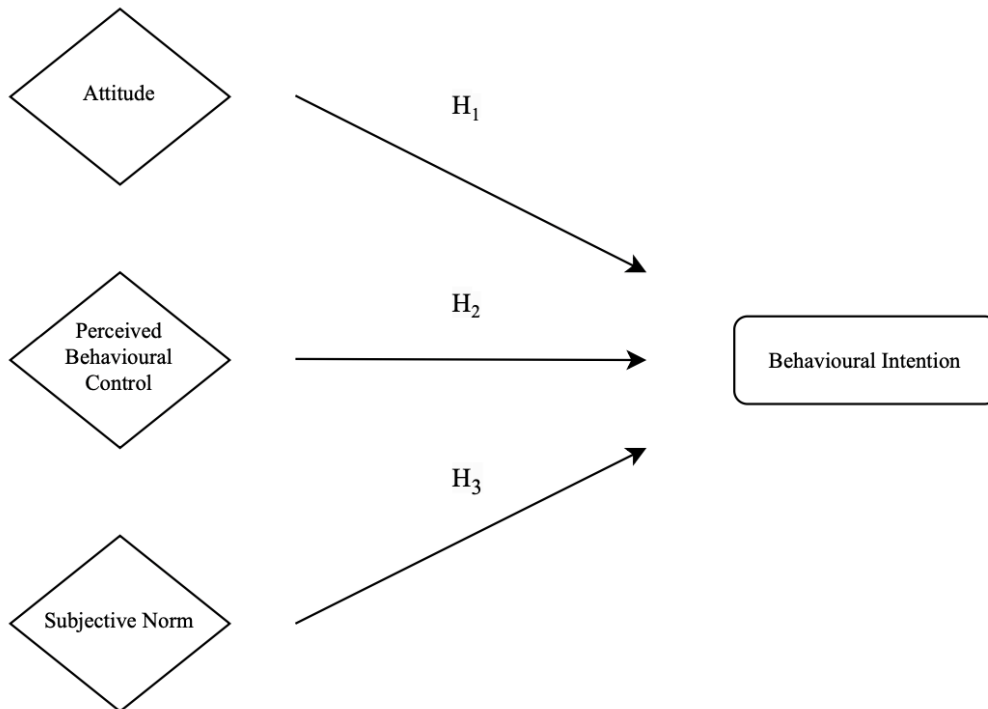 Attitude
H₁
Perceived
Behavioural
Control
H₂
Behavioural Intention
H₃
Subjective Norm